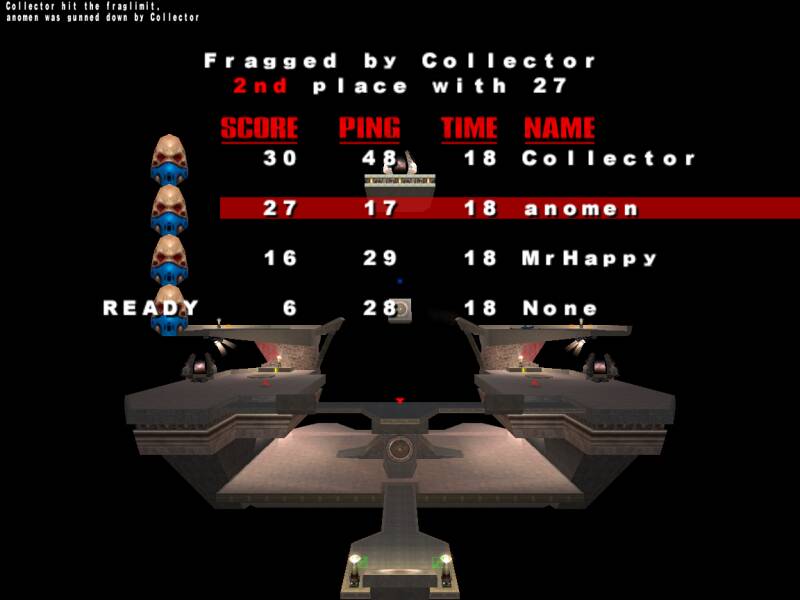 Collector hit the fraglimit.
anomen was gunned down by Collector
Fragged by Collector
2nd place with 27
SCORE PING TIME NAME
30 48 18 Collector
27 17 18 anomen
16 29 18 MrHappy
READY 6 28 18 None